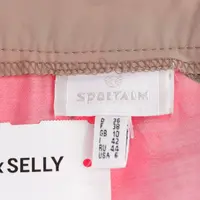 SPORTALM
D 36
F 38
GB 10
I 42
RU 44
USA 6
x SELLY